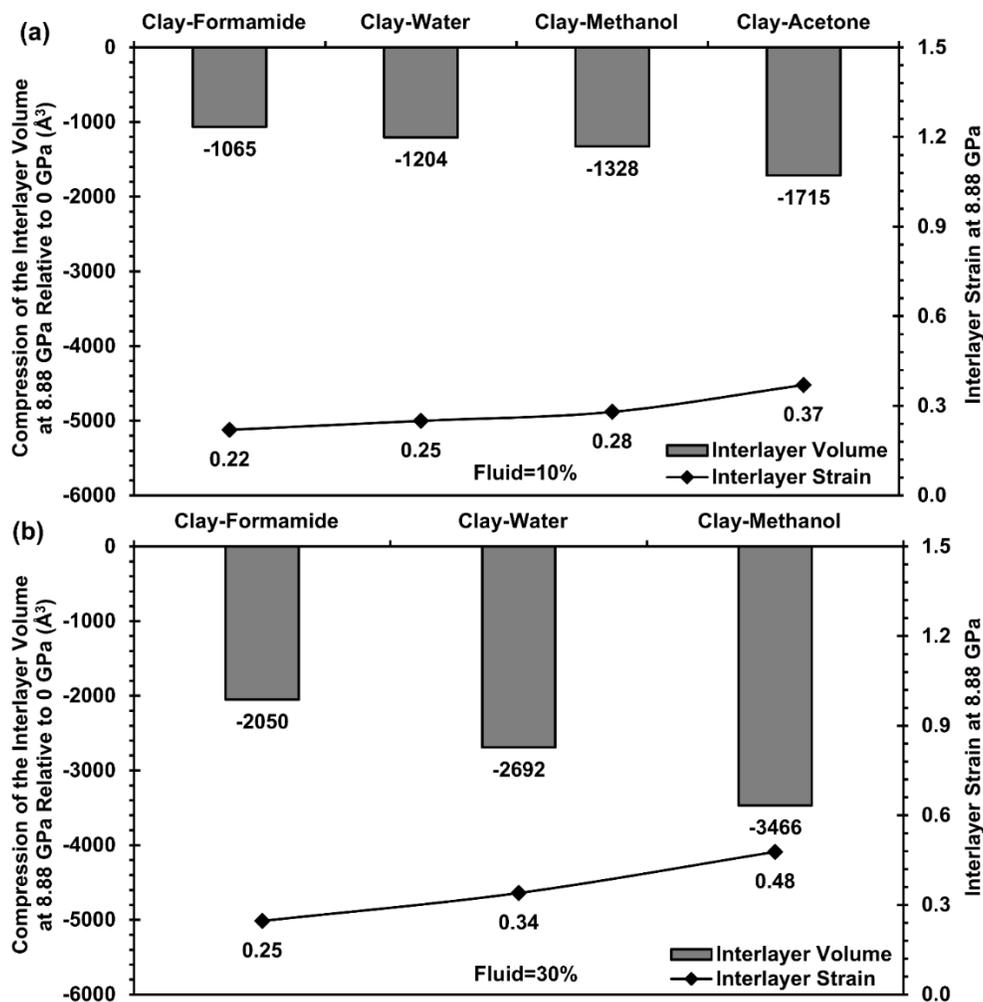 (a)
Clay-Formamide Clay-Water Clay-Methanol Clay-Acetone
Compression of the Interlayer Volume
at 8.88 GPa Relative to 0 GPa (Å³)
0
-1000
-2000
-3000
-4000
-5000
-6000
-1065
-1204
-1328
-1715
0.22
0.25
0.28
0.37
Fluid=10%
Interlayer Volume
Interlayer Strain
1.5
1.2
0.9
0.6
0.3
0.0
Interlayer Strain at 8.88 GPa
(b)
Clay-Formamide Clay-Water Clay-Methanol
Compression of the Interlayer Volume
at 8.88 GPa Relative to 0 GPa (Å³)
0
-1000
-2000
-3000
-4000
-5000
-6000
-2050
-2692
-3466
0.25
0.34
0.48
Fluid=30%
Interlayer Volume
Interlayer Strain
1.5
1.2
0.9
0.6
0.3
0.0
Interlayer Strain at 8.88 GPa